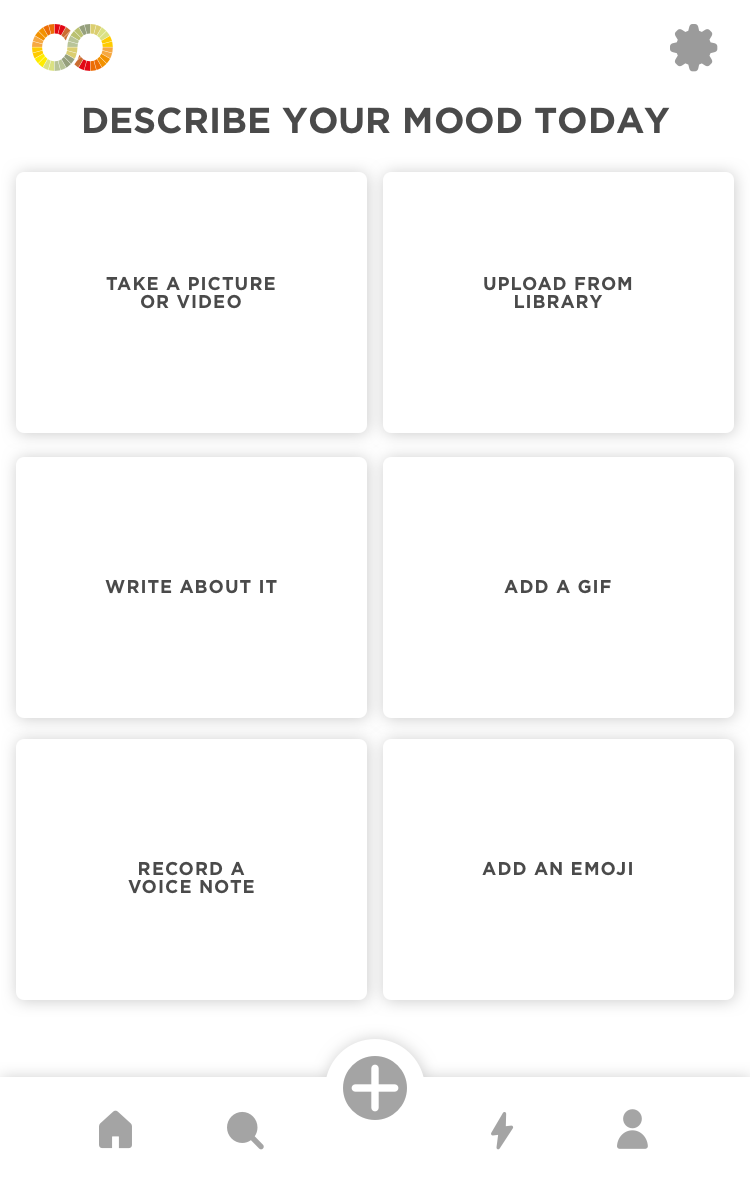 DESCRIBE YOUR MOOD TODAY
TAKE A PICTURE
OR VIDEO
UPLOAD FROM
LIBRARY
WRITE ABOUT IT
ADD A GIF
RECORD A
VOICE NOTE
ADD AN EMOJI